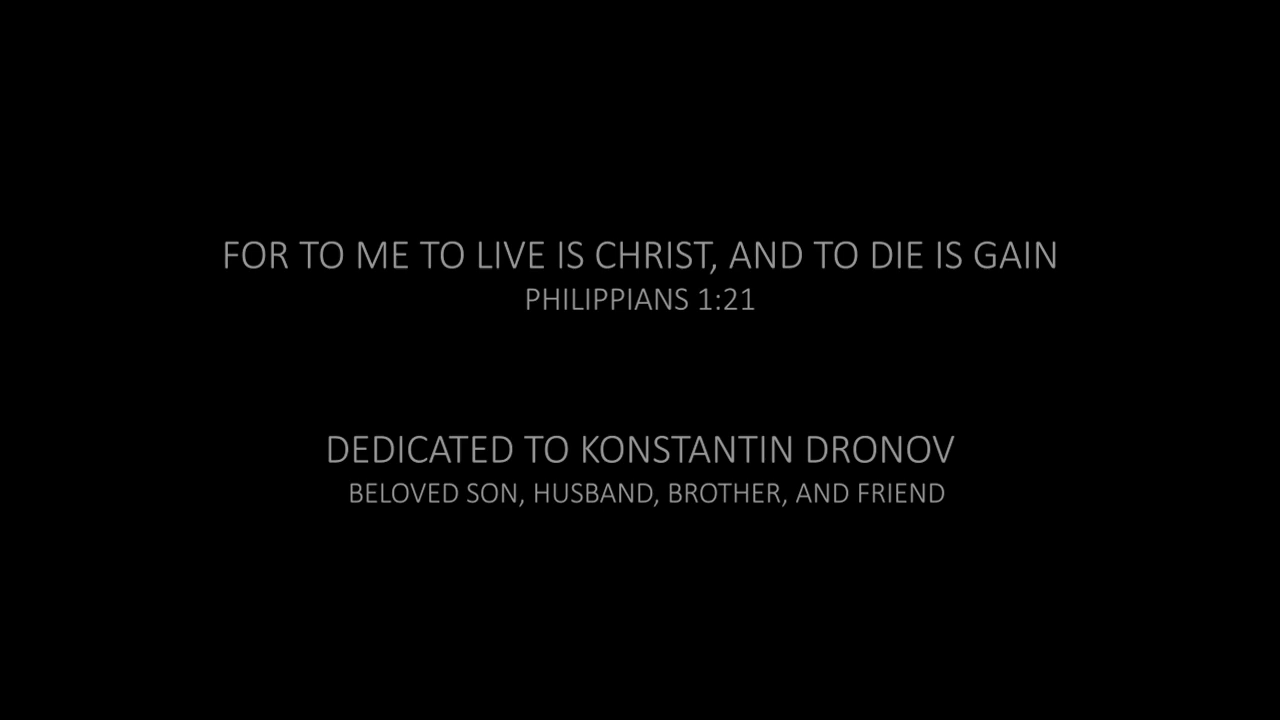 FOR TO ME TO LIVE IS CHRIST, AND TO DIE IS GAIN
PHILIPPIANS 1:21
DEDICATED TO KONSTANTIN DRONOV
BELOVED SON, HUSBAND, BROTHER, AND FRIEND